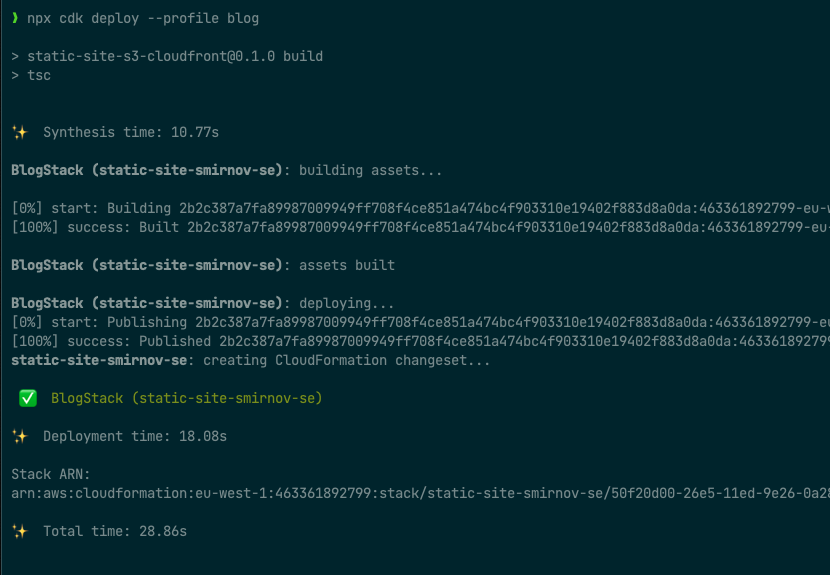 ❯ npx cdk deploy --profile blog
> static-site-s3-cloudfront@0.1.0 build
> tsc
✨ Synthesis time: 10.77s
BlogStack (static-site-smirnov-se): building assets...
[0%] start: Building 2b2c387a7fa89987009949ff708f4ce851a474bc4f903310e19402f883d8a0da:463361892799-eu-w
[100%] success: Built 2b2c387a7fa89987009949ff708f4ce851a474bc4f903310e19402f883d8a0da:463361892799-eu-
BlogStack (static-site-smirnov-se): assets built
BlogStack (static-site-smirnov-se): deploying...
[0%] start: Publishing 2b2c387a7fa89987009949ff708f4ce851a474bc4f903310e19402f883d8a0da:463361892799-eu
[100%] success: Published 2b2c387a7fa89987009949ff708f4ce851a474bc4f903310e19402f883d8a0da:463361892799
static-site-smirnov-se: creating CloudFormation changeset...
✅ BlogStack (static-site-smirnov-se)
✨ Deployment time: 18.08s
Stack ARN:
arn:aws:cloudformation:eu-west-1:463361892799:stack/static-site-smirnov-se/50f20d00-26e5-11ed-9e26-0a28
✨ Total time: 28.86s